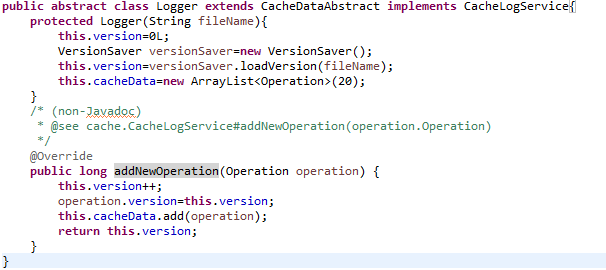 public abstract class Logger extends CacheDataAbstract implements CacheLogService{
    protected Logger(String fileName){
        this.version=0L;
        VersionSaver versionSaver=new VersionSaver();
        this.version=versionSaver.loadVersion(fileName);
        this.cacheData=new ArrayList<Operation>(20);
    }
    /* (non-Javadoc)
     * @see cache.CacheLogService#addNewOperation(operation.Operation)
     */
    @Override
    public long addNewOperation(Operation operation) {
        this.version++;
        operation.version=this.version;
        this.cacheData.add(operation);
        return this.version;
    }
}